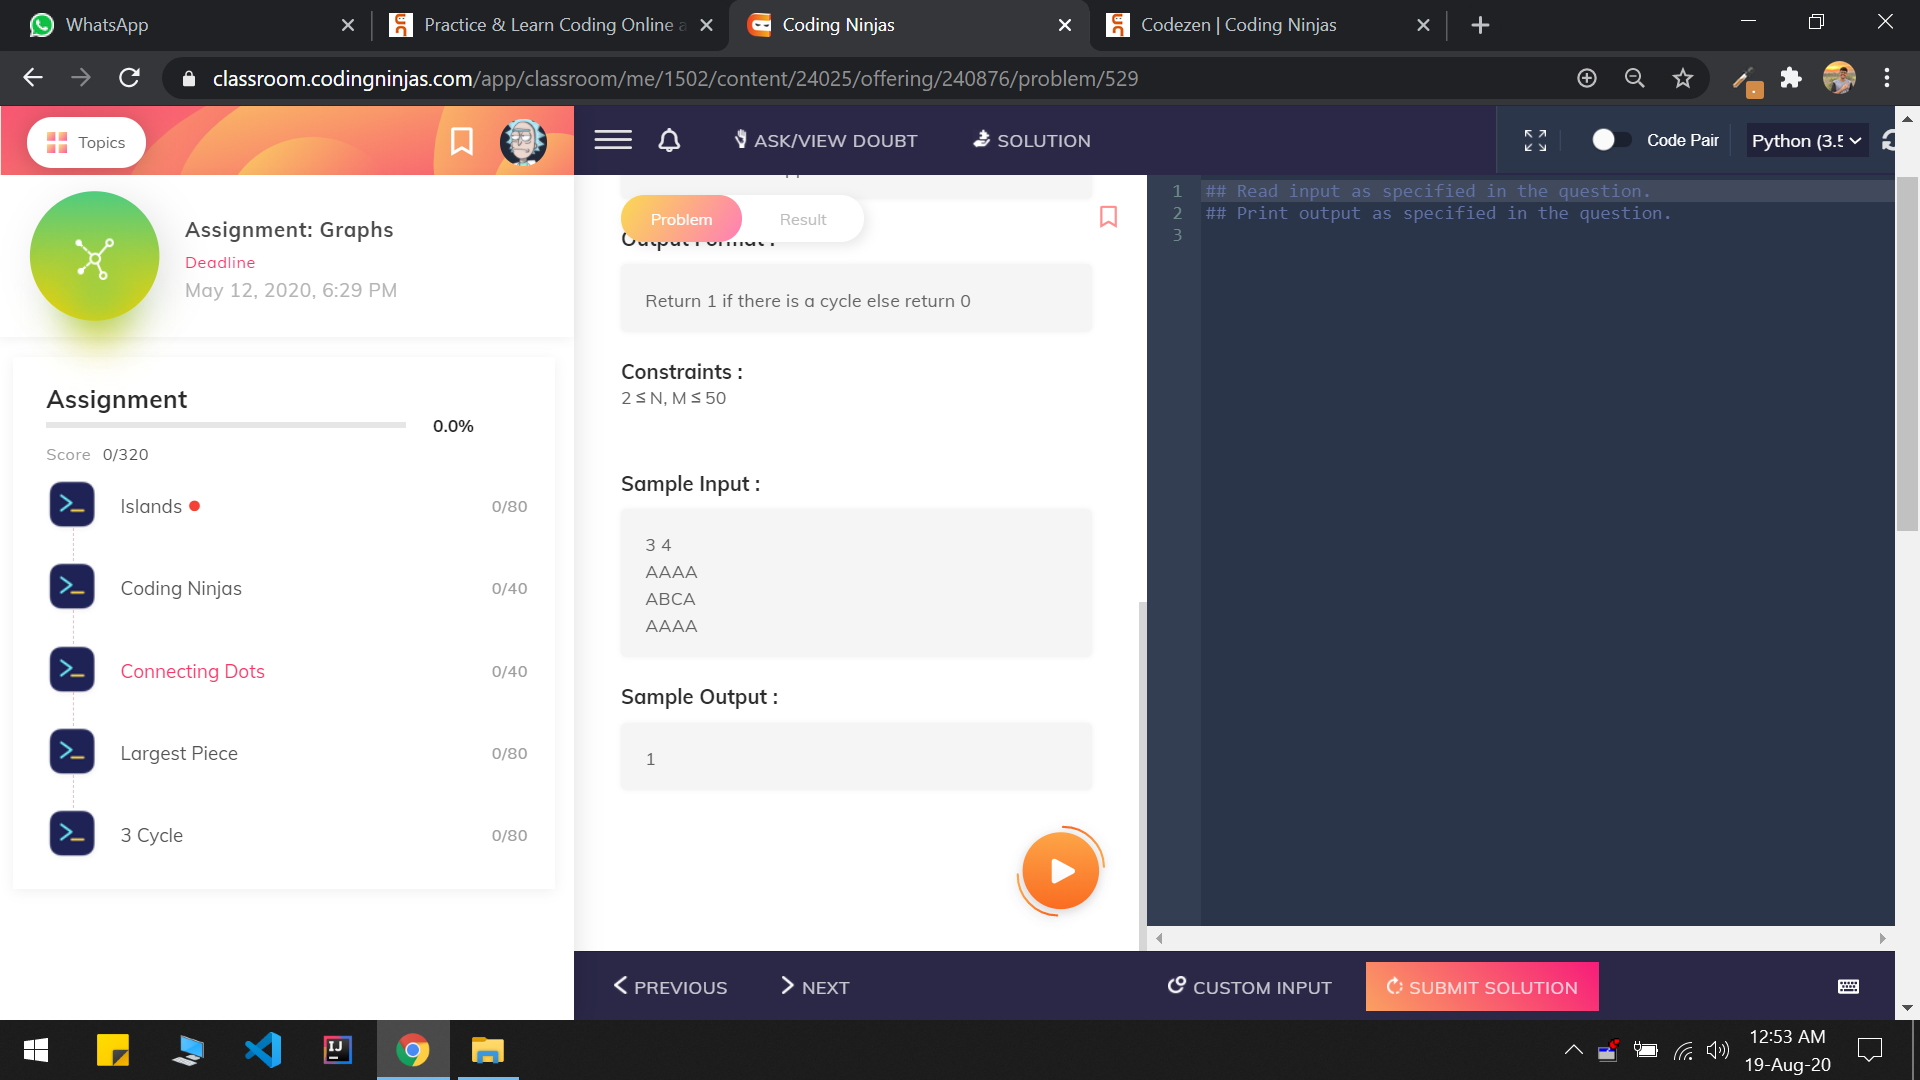 WhatsApp
Practice & Learn Coding Online a
Coding Ninjas
Codezen | Coding Ninjas
classroom.codingninjas.com/app/classroom/me/1502/content/24025/offering/240876/problem/529
Topics
ASK/VIEW DOUBT
SOLUTION
Code Pair
Python (3.5
Assignment: Graphs
Deadline
May 12, 2020, 6:29 PM
Assignment
0.0%
Score 0/320
Islands 0/80
Coding Ninjas 0/40
Connecting Dots 0/40
Largest Piece 0/80
3 Cycle 0/80
Problem
Result
Output Format :
Return 1 if there is a cycle else return 0
Constraints :
2 ≤ N, M ≤ 50
Sample Input :
3 4
AAAA
ABCA
AAAA
Sample Output :
1
1 ## Read input as specified in the question.
2 ## Print output as specified in the question.
3
PREVIOUS
NEXT
CUSTOM INPUT
SUBMIT SOLUTION
IJ
12:53 AM
19-Aug-20